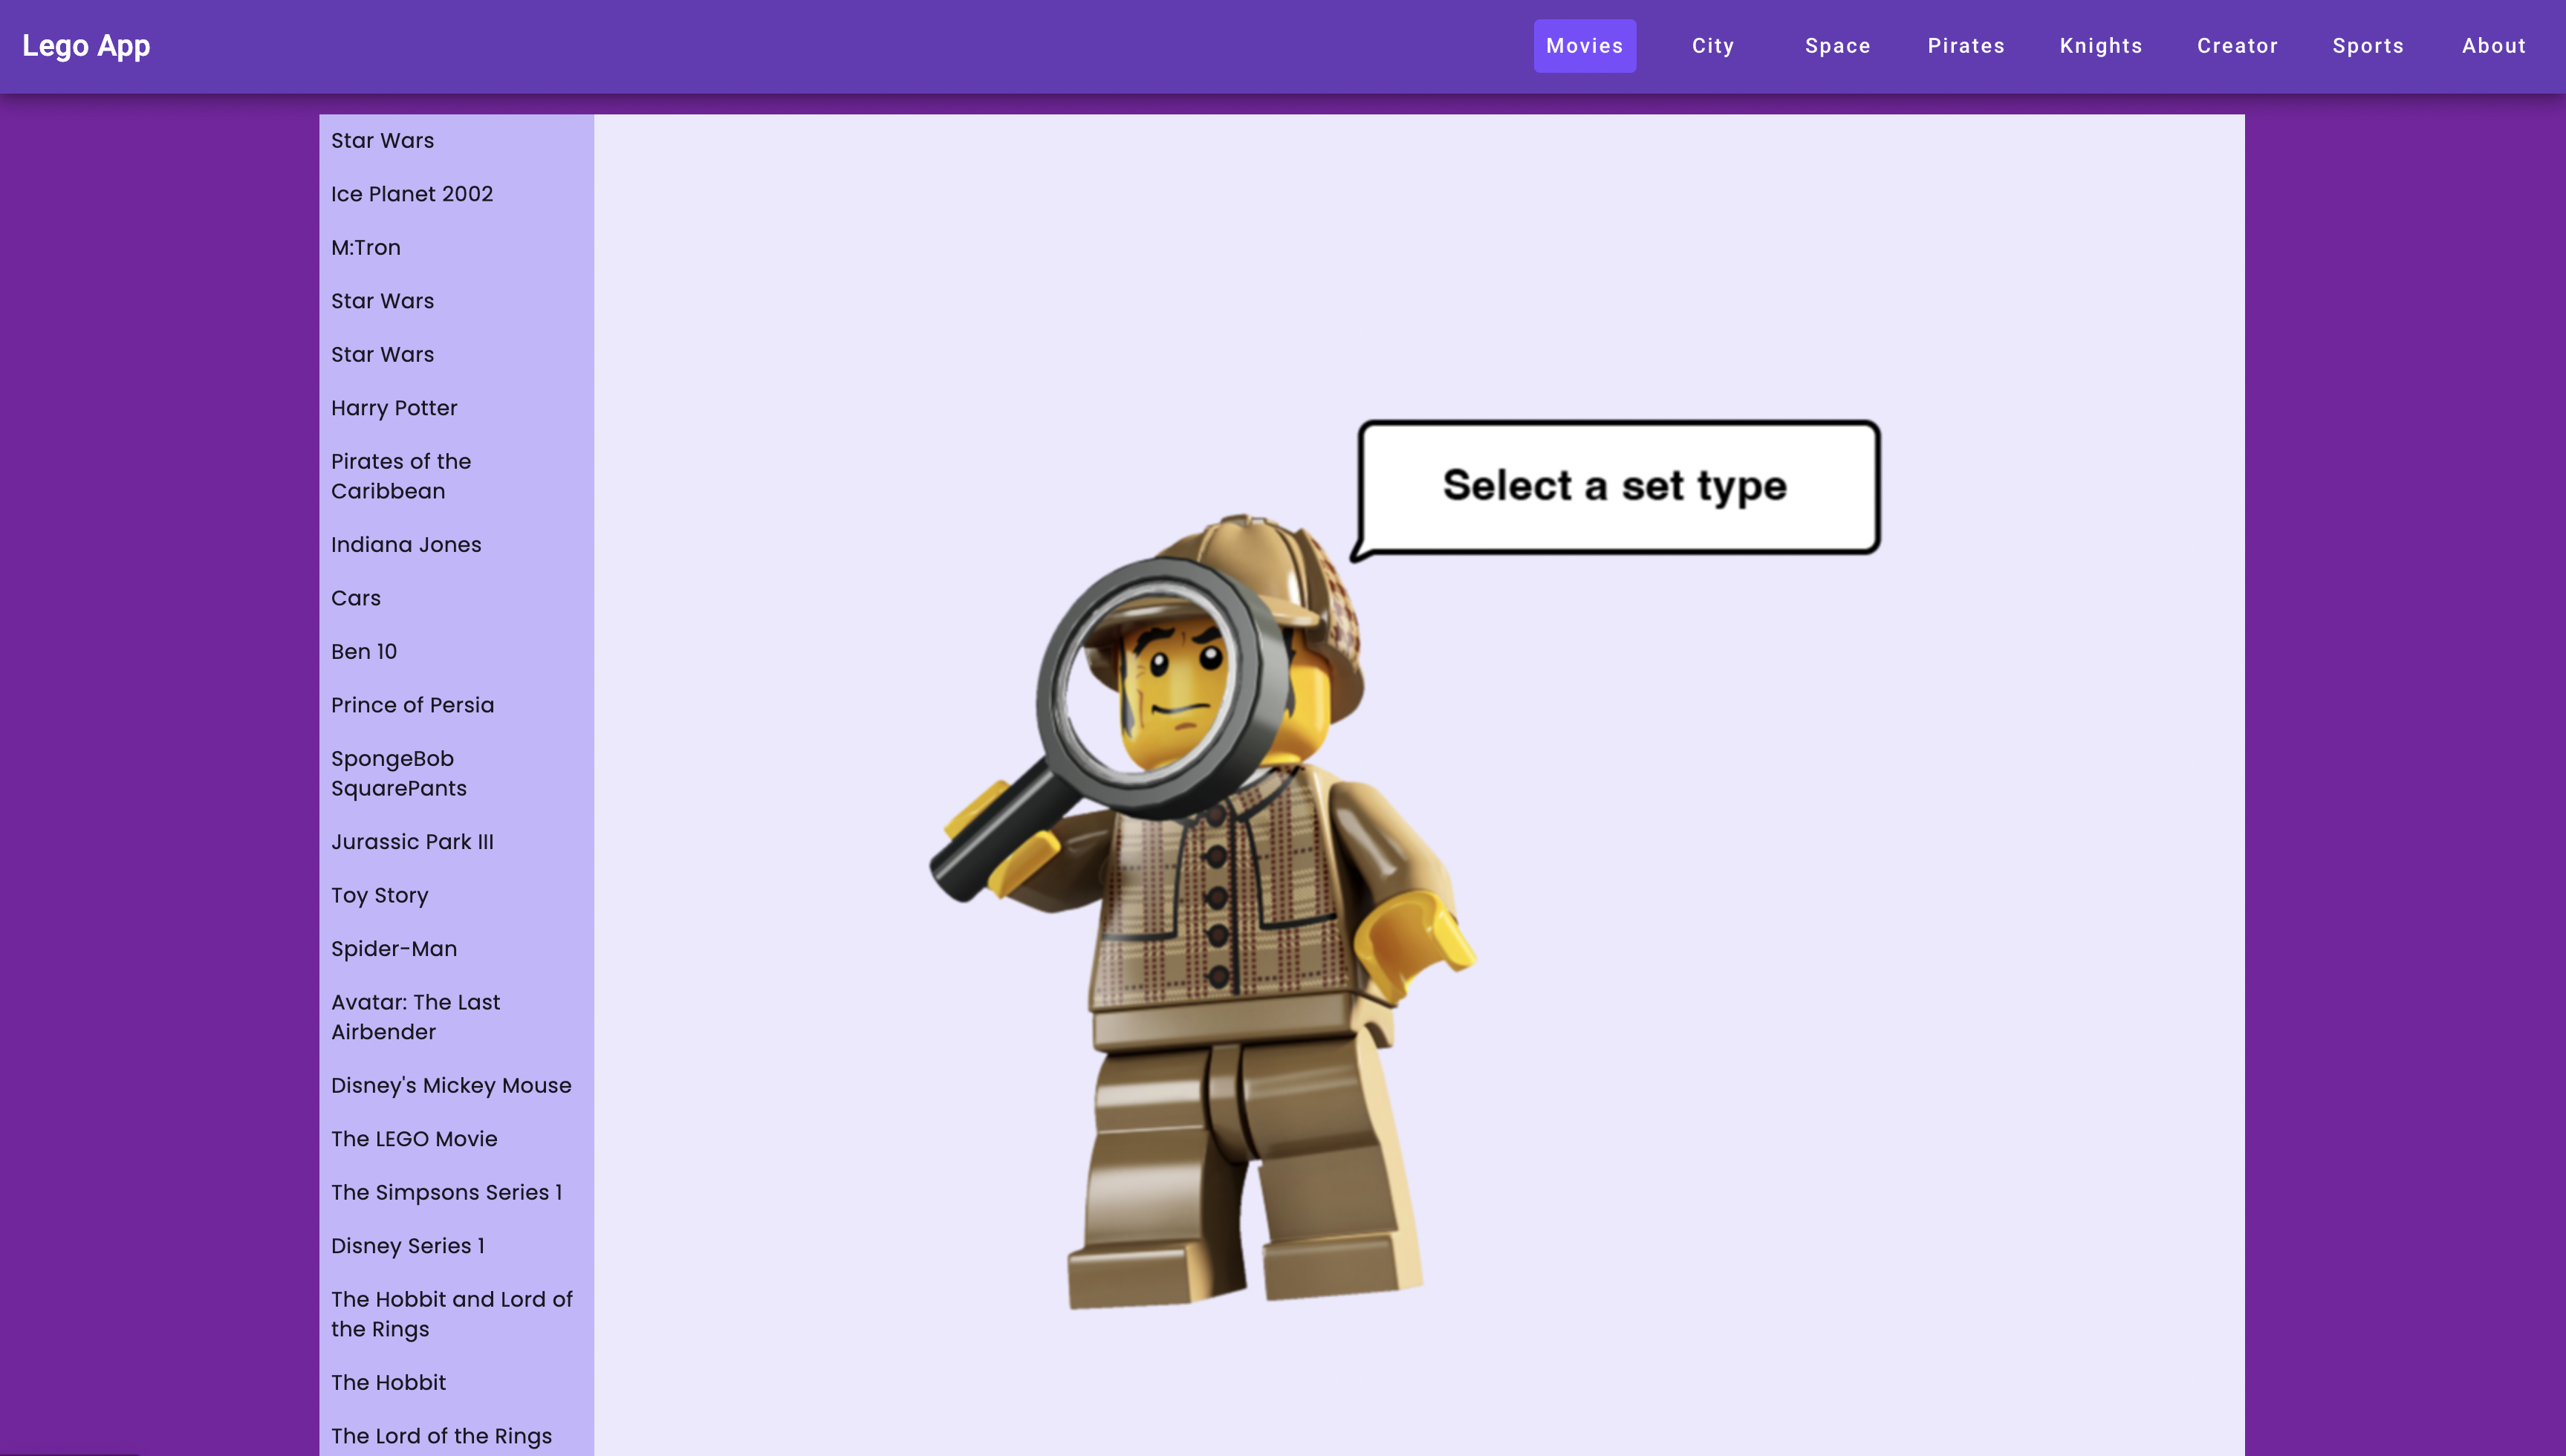 Lego App
Movies
City
Space
Pirates
Knights
Creator
Sports
About
Star Wars
Ice Planet 2002
M:Tron
Star Wars
Star Wars
Harry Potter
Pirates of the
Caribbean
Indiana Jones
Cars
Ben 10
Prince of Persia
SpongeBob
SquarePants
Jurassic Park III
Toy Story
Spider-Man
Avatar: The Last
Airbender
Disney's Mickey Mouse
The LEGO Movie
The Simpsons Series 1
Disney Series 1
The Hobbit and Lord of
the Rings
The Hobbit
The Lord of the Rings
Select a set type